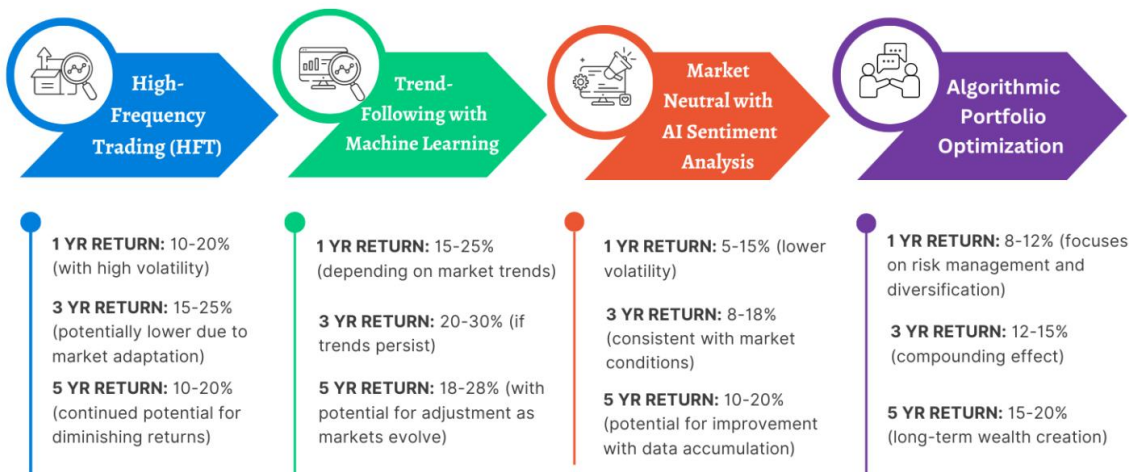 High-
Frequency
Trading (HFT)
1 YR RETURN: 10-20%
(with high volatility)
3 YR RETURN: 15-25%
(potentially lower due to
market adaptation)
5 YR RETURN: 10-20%
(continued potential for
diminishing returns)
Trend-
Following with
Machine Learning
1 YR RETURN: 15-25%
(depending on market trends)
3 YR RETURN: 20-30% (if
trends persist)
5 YR RETURN: 18-28% (with
potential for adjustment as
markets evolve)
Market
Neutral with
AI Sentiment
Analysis
1 YR RETURN: 5-15% (lower
volatility)
3 YR RETURN: 8-18%
(consistent with market
conditions)
5 YR RETURN: 10-20%
(potential for improvement
with data accumulation)
Algorithmic
Portfolio
Optimization
1 YR RETURN: 8-12% (focuses
on risk management and
diversification)
3 YR RETURN: 12-15%
(compounding effect)
5 YR RETURN: 15-20%
(long-term wealth creation)